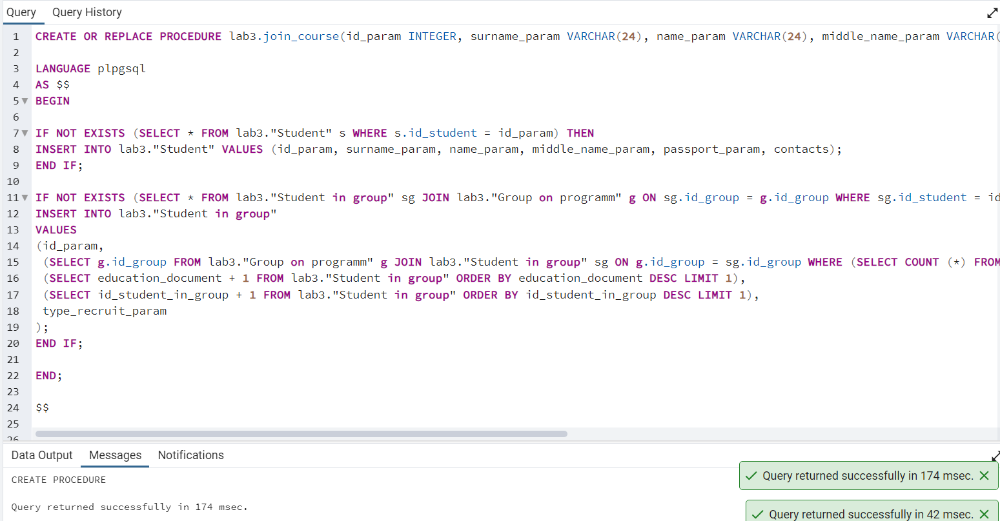 Query Query History
1 CREATE OR REPLACE PROCEDURE lab3.join_course(id_param INTEGER, surname_param VARCHAR(24), name_param VARCHAR(24), middle_name_param VARCHAR(
2
3 LANGUAGE plpgsql
4 AS $$
5 BEGIN
6
7 IF NOT EXISTS (SELECT * FROM lab3."Student" s WHERE s.id_student = id_param) THEN
8 INSERT INTO lab3."Student" VALUES (id_param, surname_param, name_param, middle_name_param, passport_param, contacts);
9 END IF;
10
11 IF NOT EXISTS (SELECT * FROM lab3."Student in group" sg JOIN lab3."Group on programm" g ON sg.id_group = g.id_group WHERE sg.id_student = id
12 INSERT INTO lab3."Student in group"
13 VALUES
14 (id_param,
15 (SELECT g.id_group FROM lab3."Group on programm" g JOIN lab3."Student in group" sg ON g.id_group = sg.id_group WHERE (SELECT COUNT (*) FROM
16 (SELECT education_document + 1 FROM lab3."Student in group" ORDER BY education_document DESC LIMIT 1),
17 (SELECT id_student_in_group + 1 FROM lab3."Student in group" ORDER BY id_student_in_group DESC LIMIT 1),
18 type_recruit_param
19 );
20 END IF;
21
22 END;
23
24 $$
25
26
Data Output Messages Notifications
CREATE PROCEDURE
Query returned successfully in 174 msec.
Query returned successfully in 174 msec.
Query returned successfully in 42 msec.